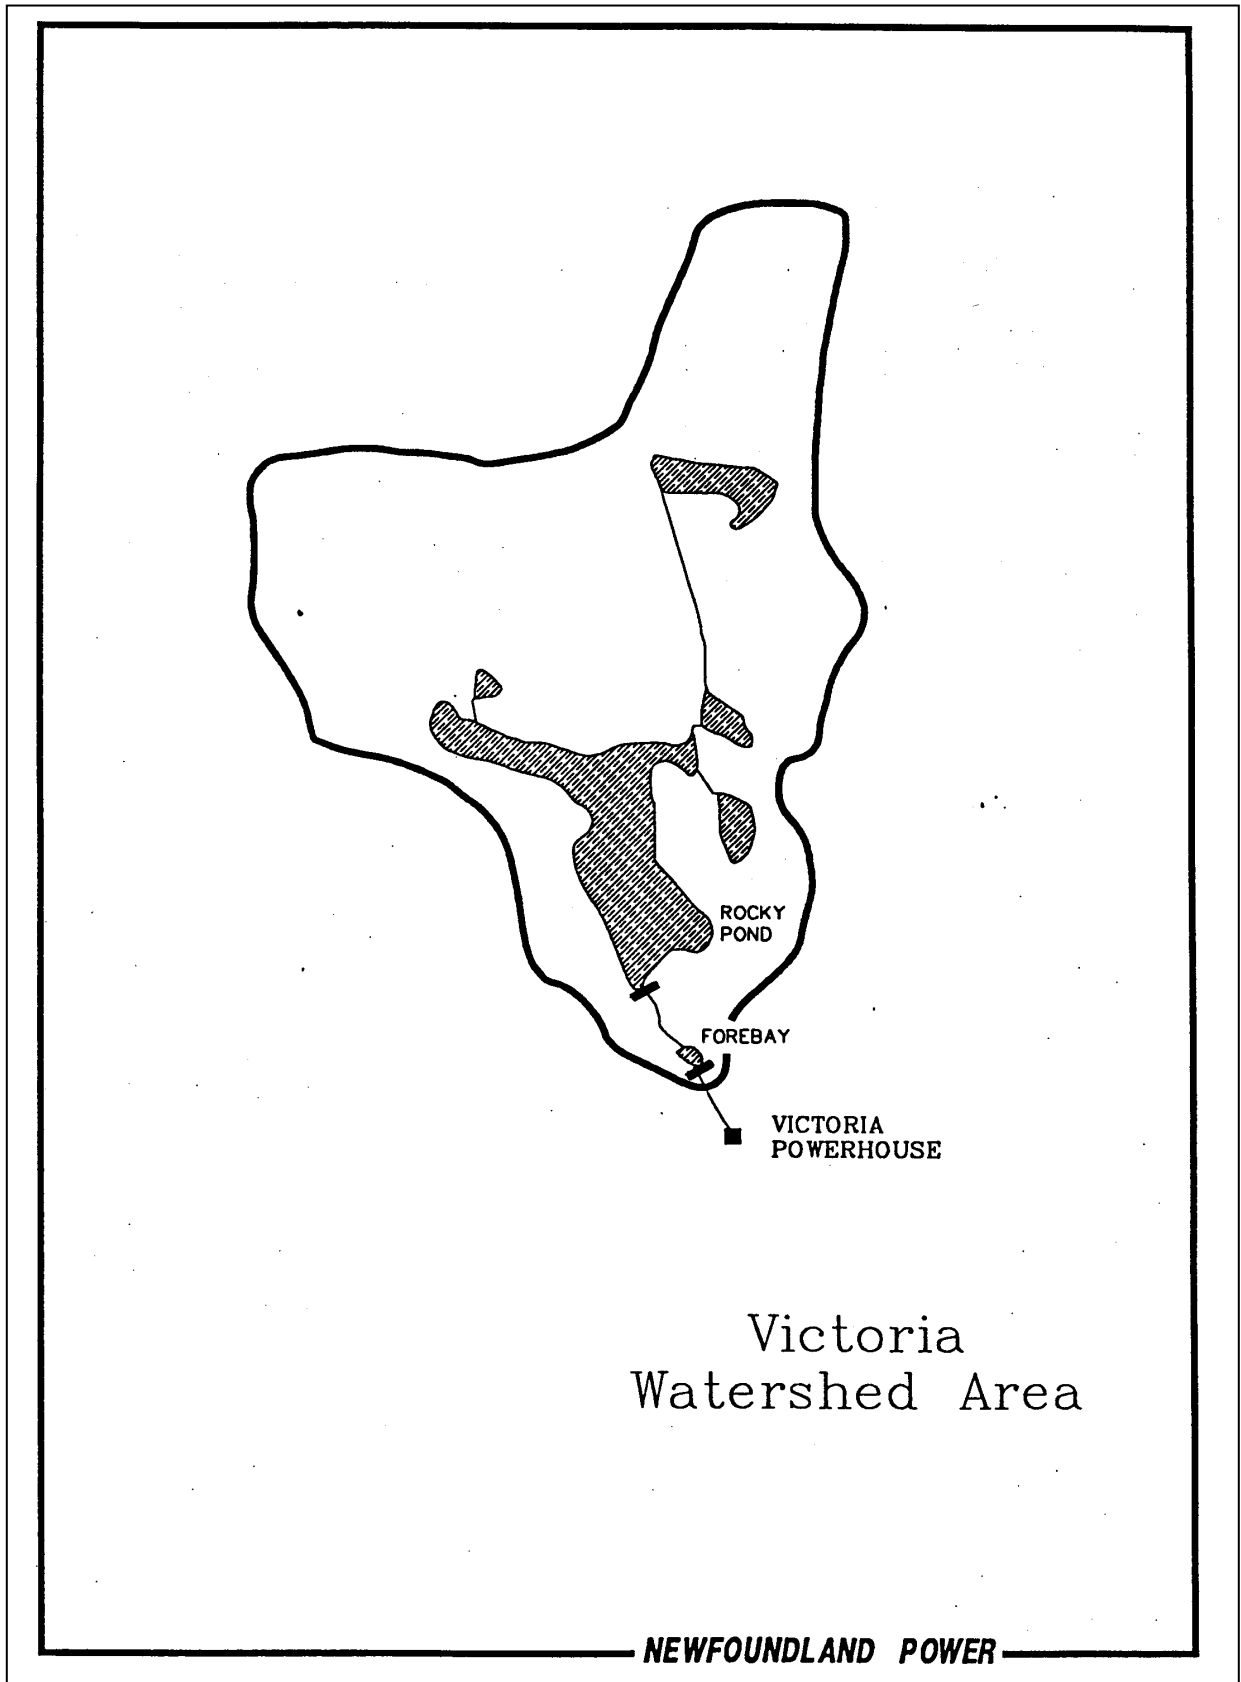 ROCKY
POND
FOREBAY
VICTORIA
POWERHOUSE
Victoria
Watershed Area
NEWFOUNDLAND POWER